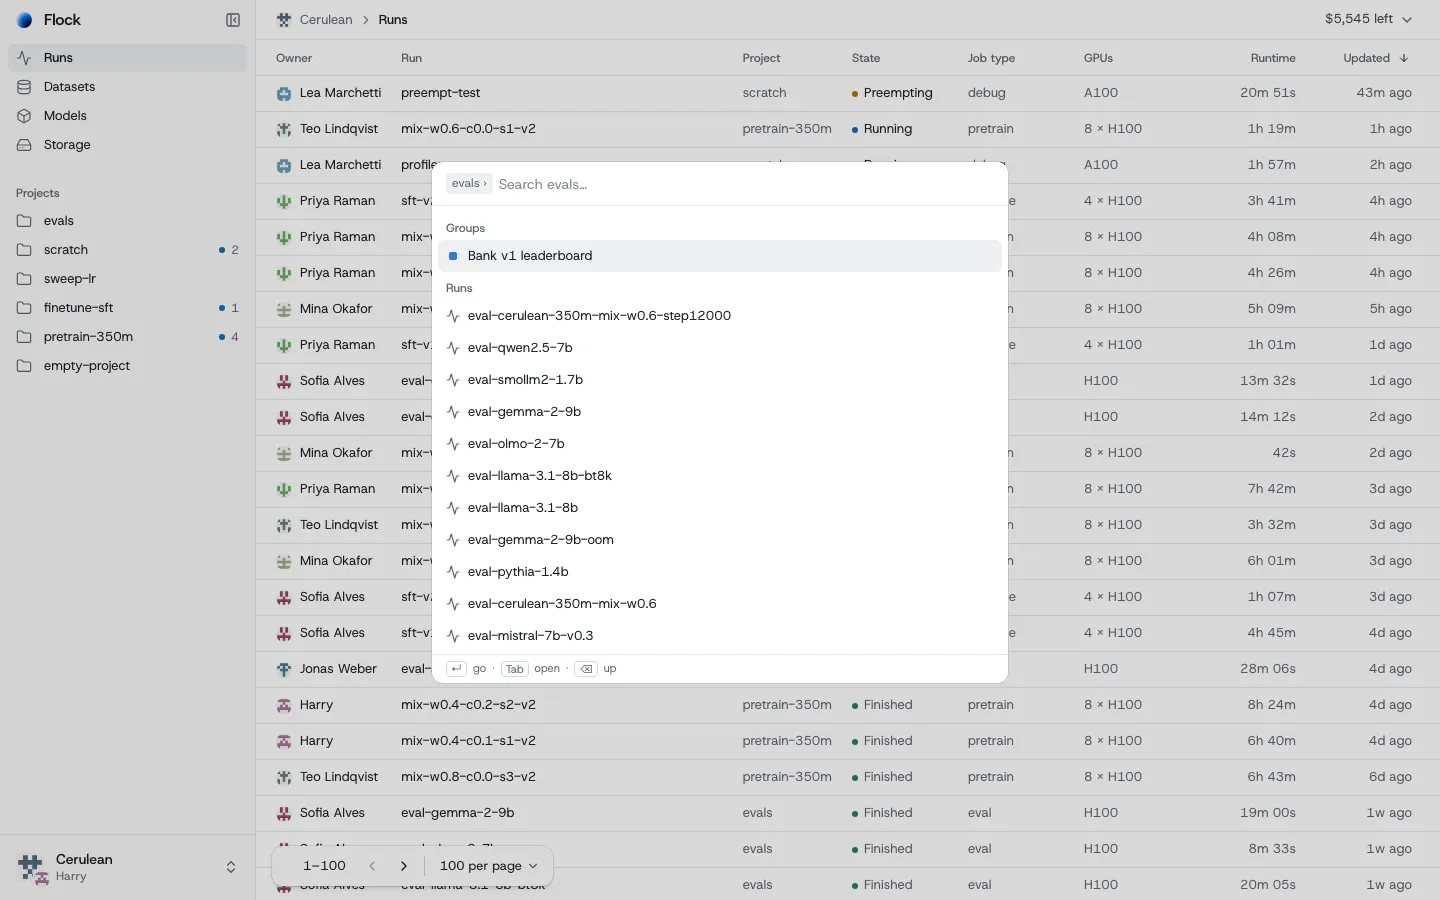 Flock
Runs
Datasets
Models
Storage
Projects
evals
scratch 2
sweep-lr
finetune-sft 1
pretrain-350m 4
empty-project
Cerulean
Harry
Cerulean > Runs
$5,545 left
Owner Run Project State Job type GPUs Runtime Updated
Lea Marchetti preempt-test scratch Preempting debug A100 20m 51s 43m ago
Teo Lindqvist mix-w0.6-c0.0-s1-v2 pretrain-350m Running pretrain 8 × H100 1h 19m 1h ago
Lea Marchetti A100 1h 57m 2h ago
Priya Raman 4 × H100 3h 41m 4h ago
Priya Raman 8 × H100 4h 08m 4h ago
Priya Raman 8 × H100 4h 26m 4h ago
Mina Okafor 8 × H100 5h 09m 5h ago
Priya Raman 4 × H100 1h 01m 1d ago
Sofia Alves H100 13m 32s 1d ago
Sofia Alves H100 14m 12s 2d ago
Mina Okafor 8 × H100 42s 2d ago
Priya Raman 8 × H100 7h 42m 3d ago
Teo Lindqvist 8 × H100 3h 32m 3d ago
Mina Okafor 8 × H100 6h 01m 3d ago
Sofia Alves 4 × H100 1h 07m 3d ago
Sofia Alves 4 × H100 4h 45m 4d ago
Jonas Weber H100 28m 06s 4d ago
Harry mix-w0.4-c0.2-s2-v2 pretrain-350m Finished pretrain 8 × H100 8h 24m 4d ago
Harry mix-w0.4-c0.1-s1-v2 pretrain-350m Finished pretrain 8 × H100 6h 40m 4d ago
Teo Lindqvist mix-w0.8-c0.0-s3-v2 pretrain-350m Finished pretrain 8 × H100 6h 43m 6d ago
Sofia Alves eval-gemma-2-9b evals Finished eval H100 19m 00s 1w ago
evals Finished eval H100 8m 33s 1w ago
evals Finished eval H100 20m 05s 1w ago
evals › Search evals…
Groups
Bank v1 leaderboard
Runs
eval-cerulean-350m-mix-w0.6-step12000
eval-qwen2.5-7b
eval-smollm2-1.7b
eval-gemma-2-9b
eval-olmo-2-7b
eval-llama-3.1-8b-bt8k
eval-llama-3.1-8b
eval-gemma-2-9b-oom
eval-pythia-1.4b
eval-cerulean-350m-mix-w0.6
eval-mistral-7b-v0.3
go · Tab open · up
1–100 100 per page